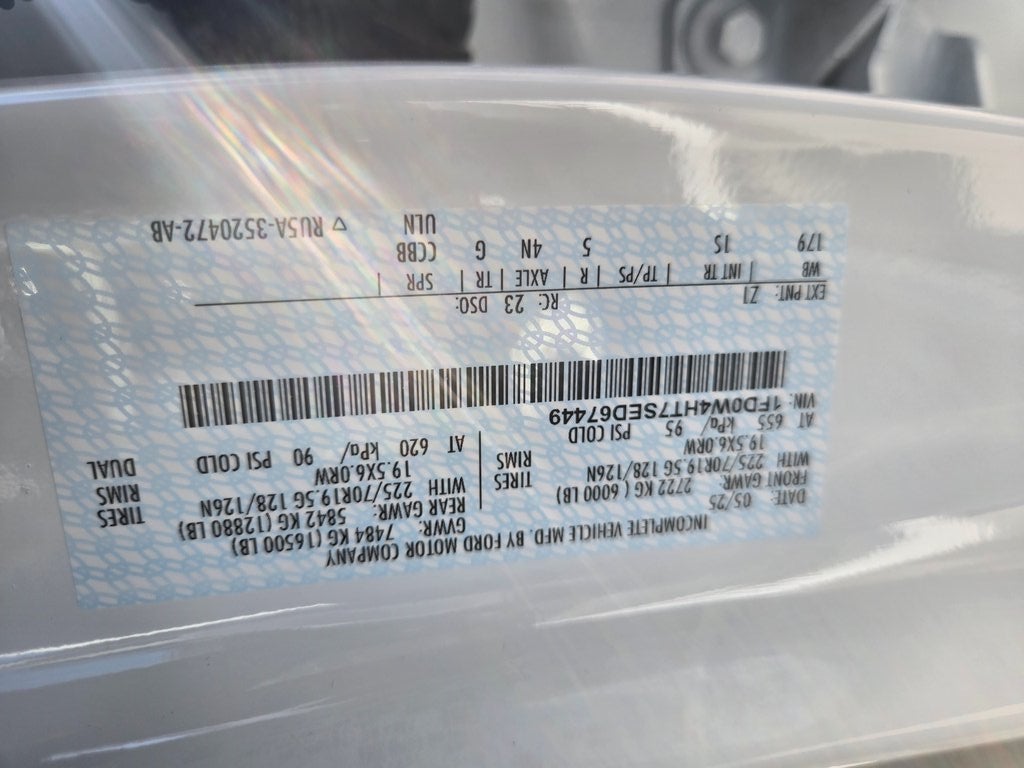 INCOMPLETE VEHICLE MFD. BY FORD MOTOR COMPANY
DATE: 05/25 GVWR: 7484 KG (16500 LB)
FRONT GAWR: 2722 KG (6000 LB) REAR GAWR: 5842 KG (12880 LB)
WITH 225/70R19.5G 128/126N TIRES WITH 225/70R19.5G 128/126N TIRES
19.5X6.0RW RIMS 19.5X6.0RW RIMS
AT 655 kPa/ 95 PSI COLD AT 620 kPa/ 90 PSI COLD DUAL
VIN: 1FD0W4HT7SED67449
EXT PNT: Z1 RC: 23 DSO:
WB | INT TR | TP/PS | R | AXLE | TR | SPR |
179 1S 5 4N G CCBB
ULN ▽ RU5A-3520472-AB